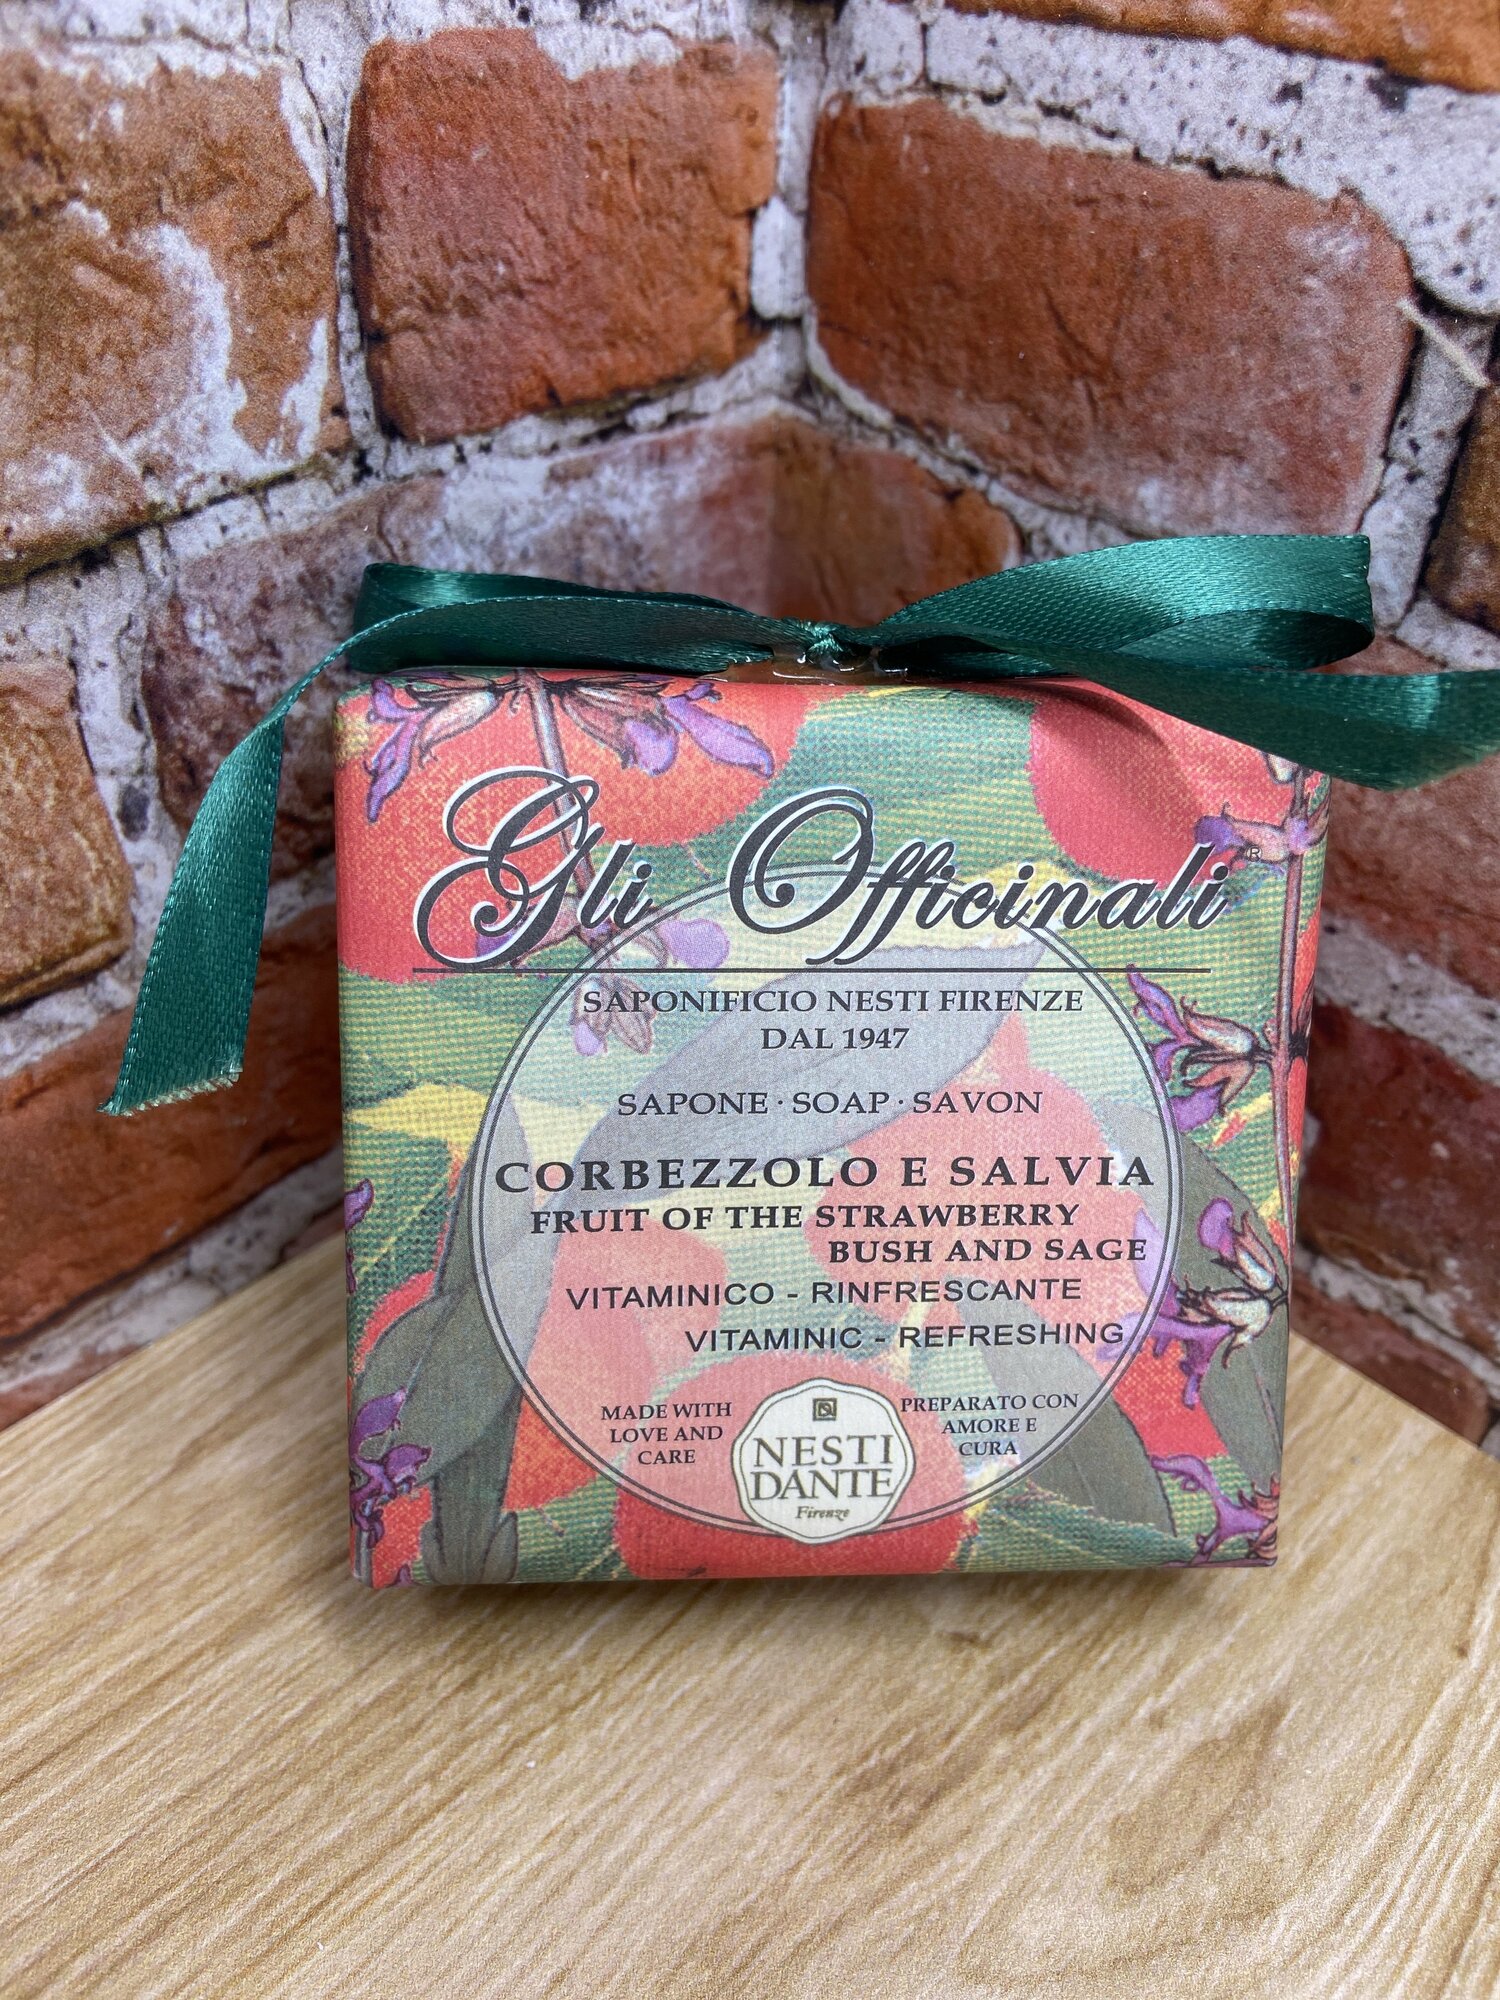 Gli Officinali ®
SAPONIFICIO NESTI FIRENZE
DAL 1947
SAPONE · SOAP · SAVON
CORBEZZOLO E SALVIA
FRUIT OF THE STRAWBERRY
BUSH AND SAGE
VITAMINICO - RINFRESCANTE
VITAMINIC - REFRESHING
MADE WITH
LOVE AND
CARE
NESTI
DANTE
Firenze
PREPARATO CON
AMORE E
CURA